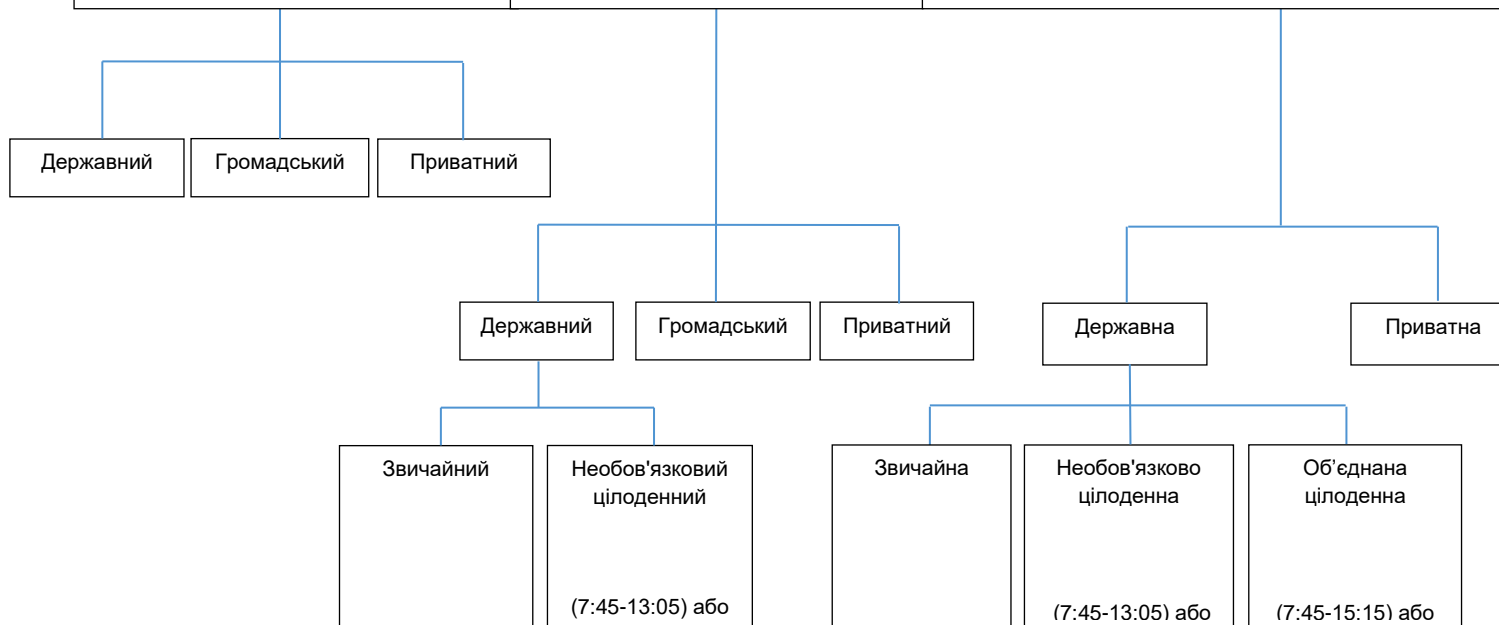 Державний
Громадський
Приватний
Державний
Громадський
Приватний
Державна
Приватна
Звичайний
Необов'язковий
цілоденний
(7:45-13:05) або
Звичайна
Необов'язково
цілоденна
(7:45-13:05) або
Об’єднана
цілоденна
(7:45-15:15) або